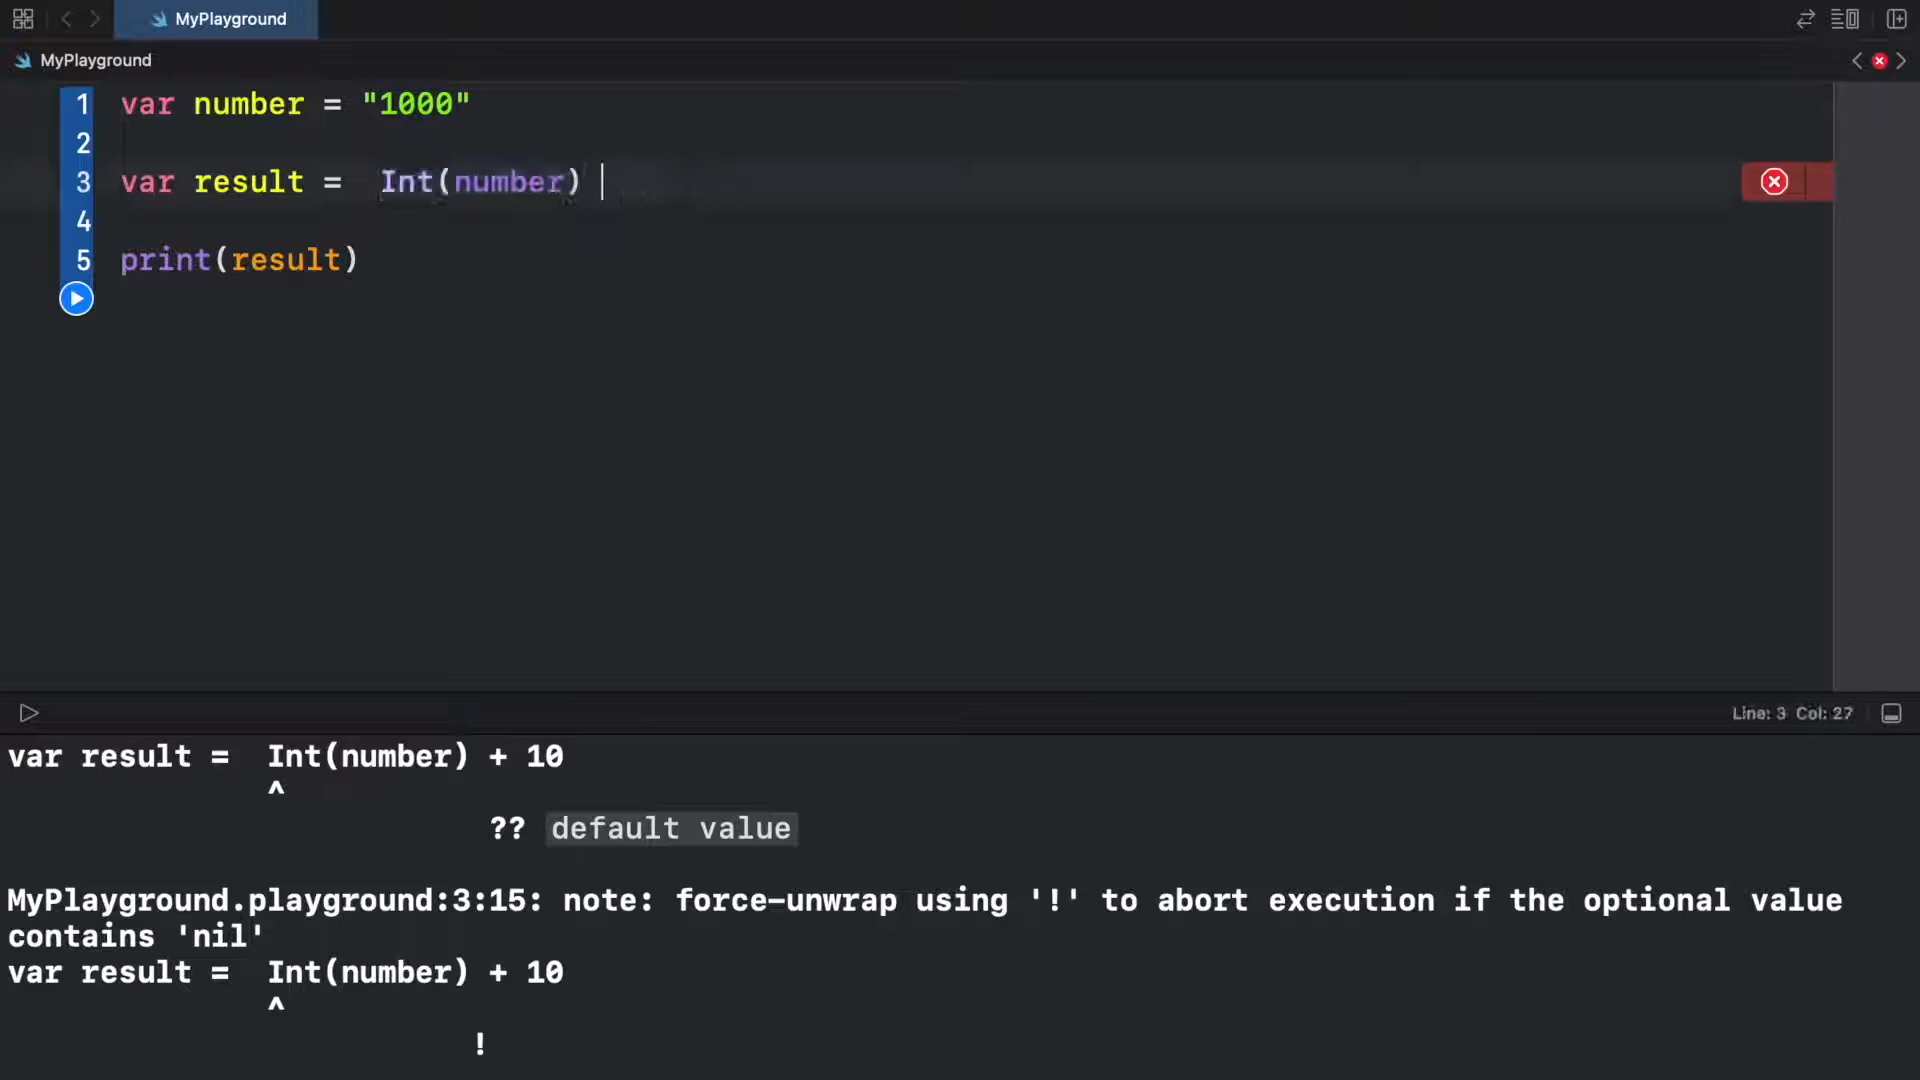 MyPlayground
MyPlayground
1 var number = "1000"
2
3 var result =  Int(number)
4
5 print(result)
Line: 3 Col: 27
var result =  Int(number) + 10
^
?? default value
MyPlayground.playground:3:15: note: force-unwrap using '!' to abort execution if the optional value
contains 'nil'
var result =  Int(number) + 10
^
!